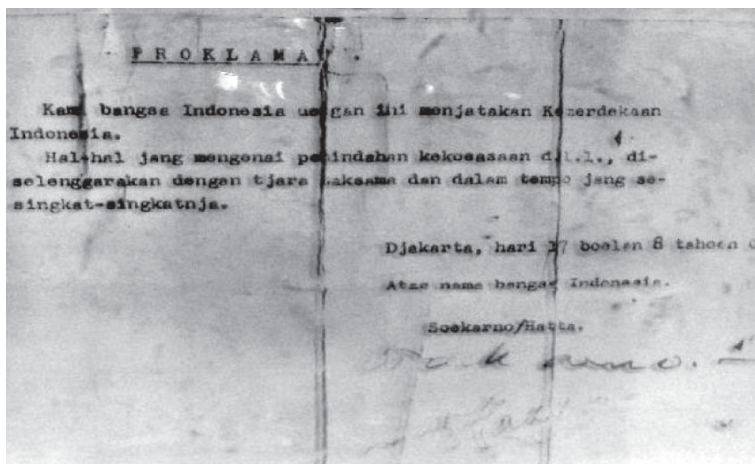 P R O K L A M A
Kami bangsa Indonesia dengan ini menjatakan Kemerdekaan
Indonesia.
Hal-hal jang mengenai pemindahan kekoeasaan d.l.l., di-
selenggarakan dengan tjara saksama dan dalam tempo jang se-
singkat-singkatnja.
Djakarta, hari 17 boelan 8 tahoen 0
Atas nama bangsa Indonesia.
Soekarno/Hatta.